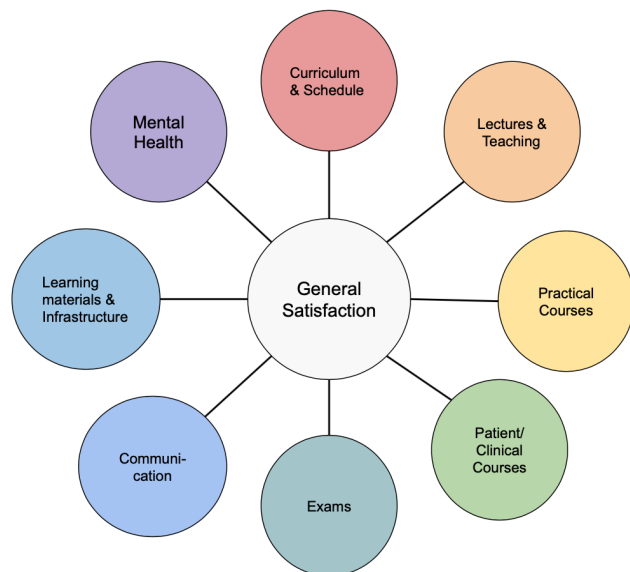 Curriculum
& Schedule
Mental
Health
Lectures &
Teaching
Learning
materials &
Infrastructure
General
Satisfaction
Practical
Courses
Communi-
cation
Patient/
Clinical
Courses
Exams